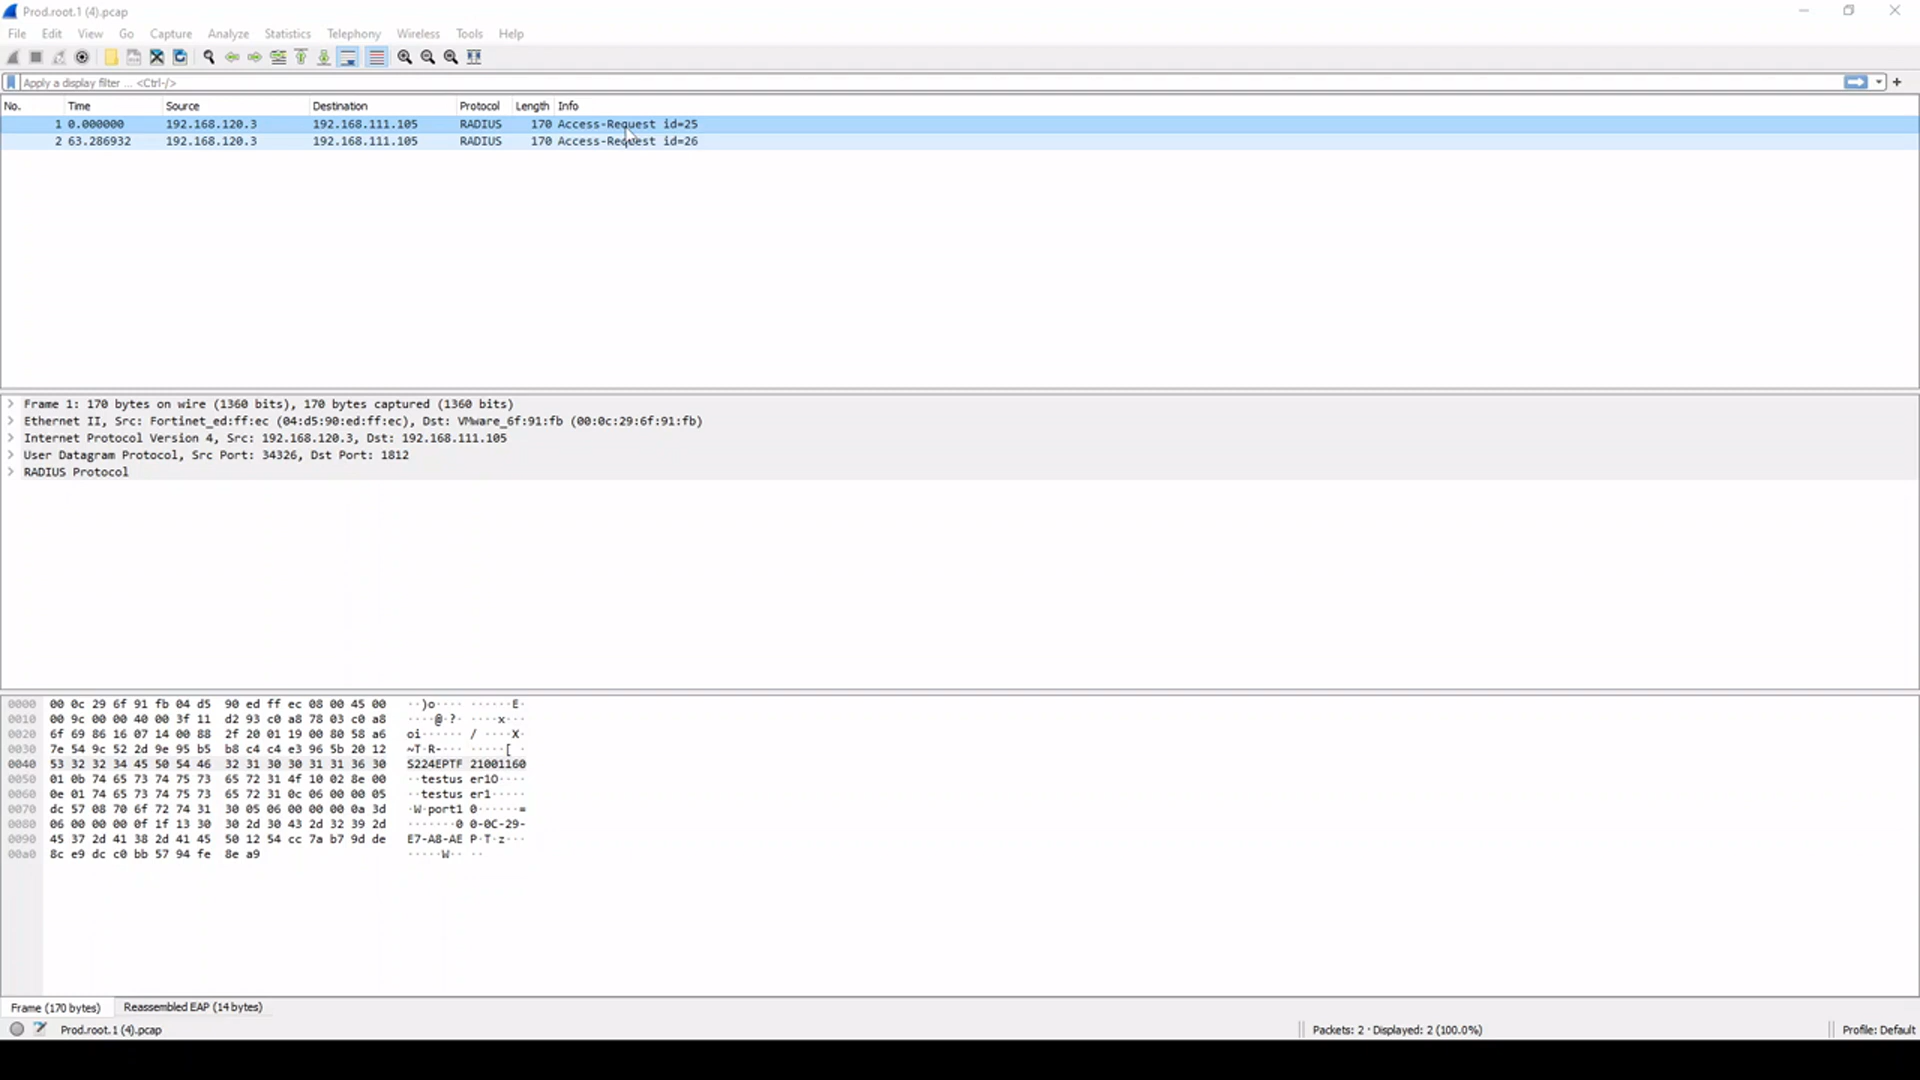 Prod.root.1 (4).pcap
File Edit View Go Capture Analyze Statistics Telephony Wireless Tools Help
Apply a display filter ... <Ctrl-/>
No. Time Source Destination Protocol Length Info
1 0.000000 192.168.120.3 192.168.111.105 RADIUS 170 Access-Request id=25
2 63.286932 192.168.120.3 192.168.111.105 RADIUS 170 Access-Request id=26
Frame 1: 170 bytes on wire (1360 bits), 170 bytes captured (1360 bits)
Ethernet II, Src: Fortinet_ed:ff:ec (04:d5:90:ed:ff:ec), Dst: VMware_6f:91:fb (00:0c:29:6f:91:fb)
Internet Protocol Version 4, Src: 192.168.120.3, Dst: 192.168.111.105
User Datagram Protocol, Src Port: 34326, Dst Port: 1812
RADIUS Protocol
0000 00 0c 29 6f 91 fb 04 d5 90 ed ff ec 08 00 45 00 ··)o···· ······E·
0010 00 9c 00 00 40 00 3f 11 d2 93 c0 a8 78 03 c0 a8 ····@·?· ····x···
0020 6f 69 86 16 07 14 00 88 2f 20 01 19 00 80 58 a6 oi······ / ····X·
0030 7e 54 9c 52 2d 9e 95 b5 b8 c4 c4 e3 96 5b 20 12 ~T·R-··· ·····[ ·
0040 53 32 32 34 45 50 54 46 32 31 30 30 31 31 36 30 S224EPTF 21001160
0050 01 0b 74 65 73 74 75 73 65 72 31 4f 10 02 8e 00 ··testus er1O····
0060 0e 01 74 65 73 74 75 73 65 72 31 0c 06 00 00 05 ··testus er1·····
0070 dc 57 08 70 6f 72 74 31 30 05 06 00 00 00 0a 3d ·W·port1 0······=
0080 06 00 00 00 0f 1f 13 30 30 2d 30 43 2d 32 39 2d ·······0 0-0C-29-
0090 45 37 2d 41 38 2d 41 45 50 12 54 cc 7a b7 9d de E7-A8-AE P·T·z···
00a0 8c e9 dc c0 bb 57 94 fe 8e a9 ·····W·· ··
Frame (170 bytes) Reassembled EAP (14 bytes)
Prod.root.1 (4).pcap Packets: 2 · Displayed: 2 (100.0%) Profile: Default